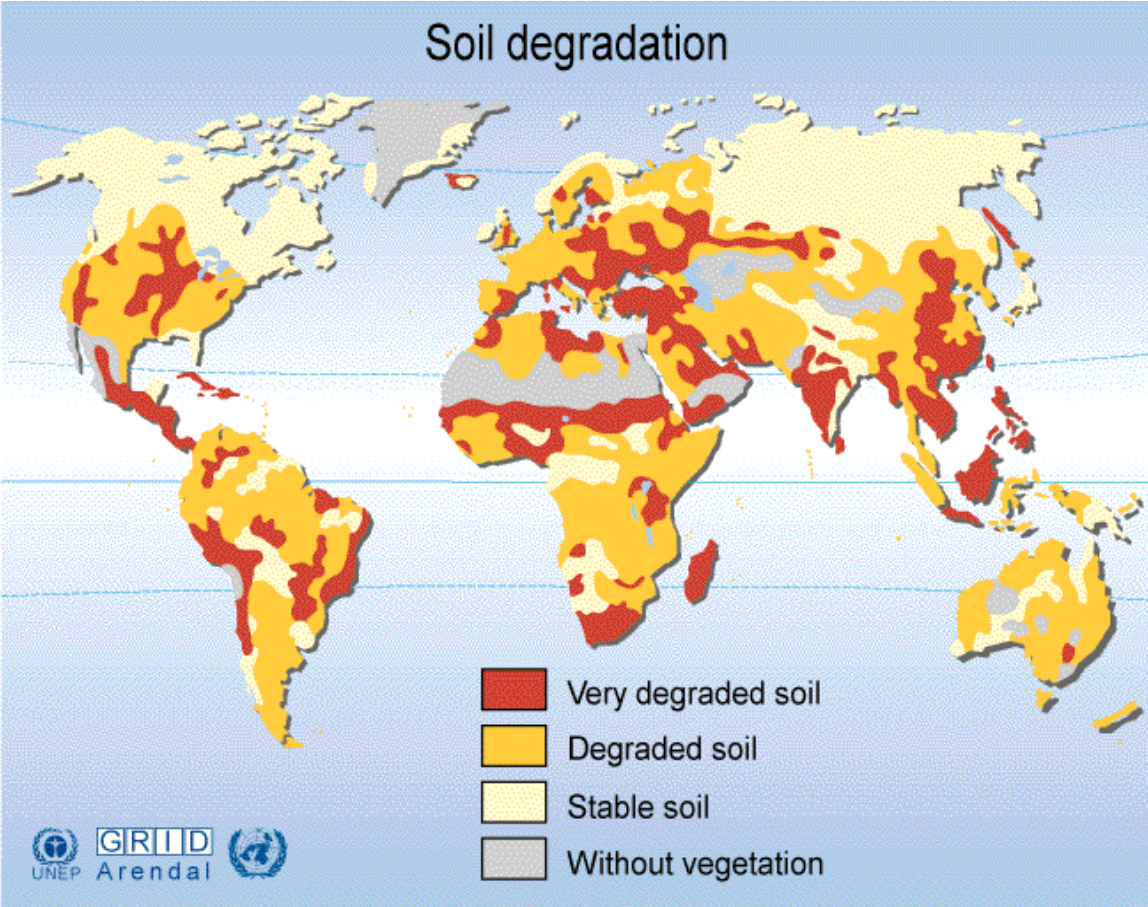 Soil degradation
Very degraded soil
Degraded soil
Stable soil
Without vegetation
GRID
UNEP Arendal